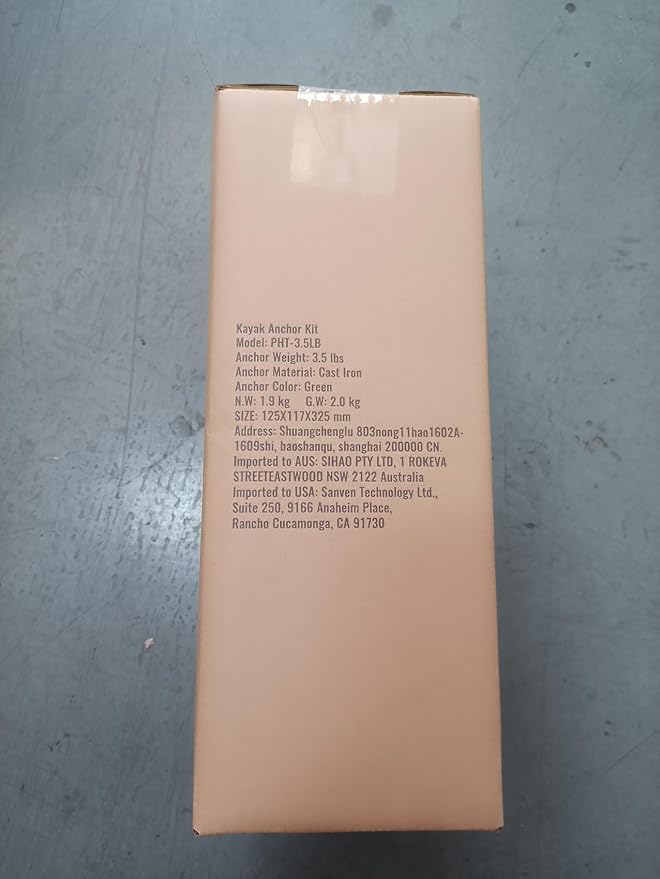 Kayak Anchor Kit
Model: PHT-3.5LB
Anchor Weight: 3.5 lbs
Anchor Material: Cast Iron
Anchor Color: Green
N.W: 1.9 kg G.W: 2.0 kg
SIZE: 125X117X325 mm
Address: Shuangchenglu 803nong11hao1602A-
1609shi, baoshanqu, shanghai 200000 CN.
Imported to AUS: SIHAO PTY LTD, 1 ROKEVA
STREETEASTWOOD NSW 2122 Australia
Imported to USA: Sanven Technology Ltd.,
Suite 250, 9166 Anaheim Place,
Rancho Cucamonga, CA 91730